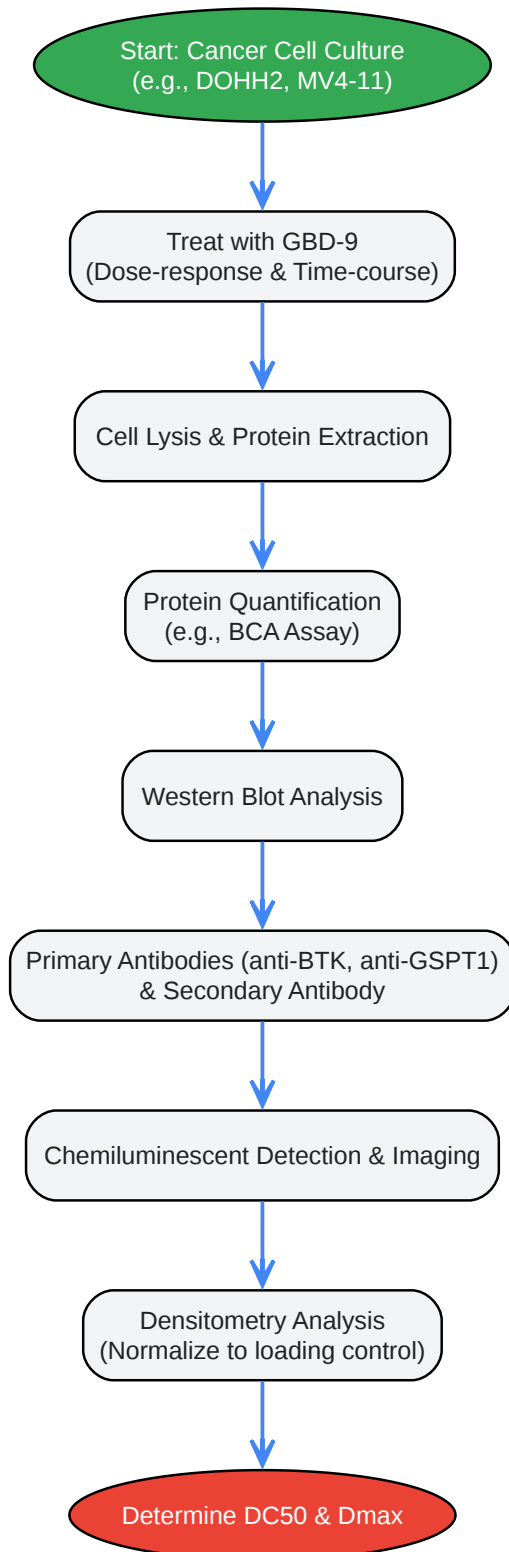 Start: Cancer Cell Culture
(e.g., DOHH2, MV4-11)
Treat with GBD-9
(Dose-response & Time-course)
Cell Lysis & Protein Extraction
Protein Quantification
(e.g., BCA Assay)
Western Blot Analysis
Primary Antibodies (anti-BTK, anti-GSPT1)
& Secondary Antibody
Chemiluminescent Detection & Imaging
Densitometry Analysis
(Normalize to loading control)
Determine DC50 & Dmax